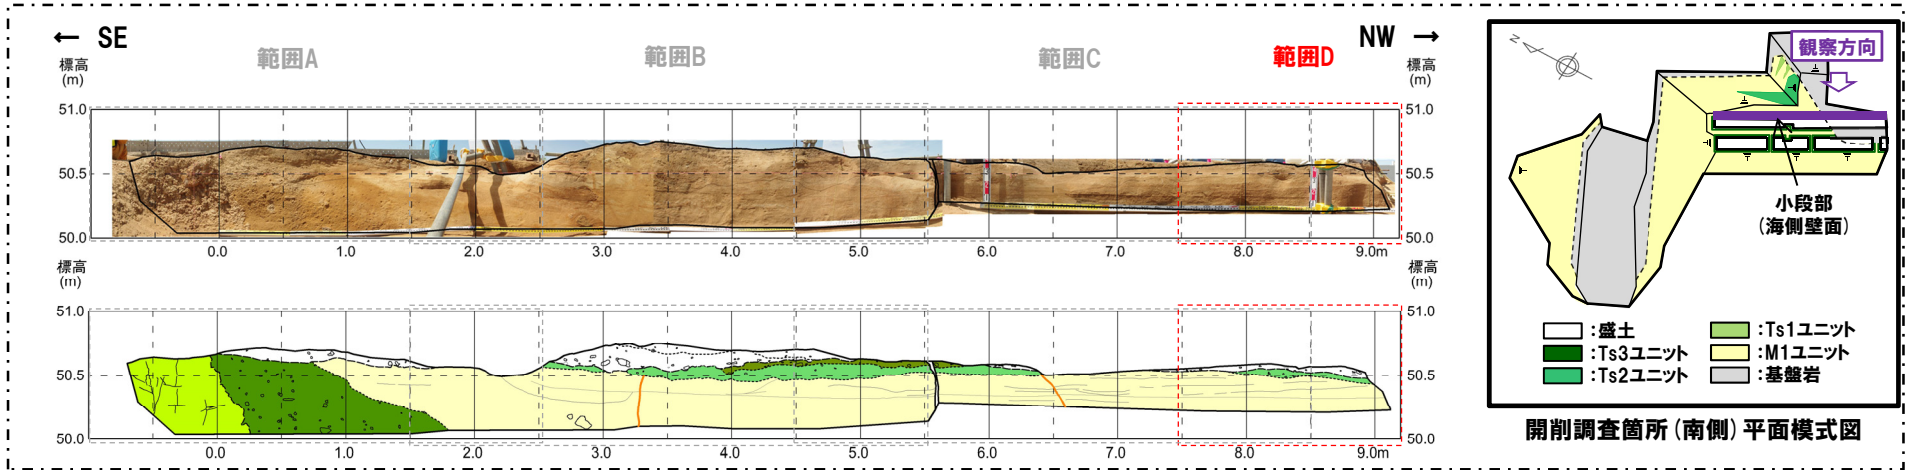 ← SE
NW →
範囲A
範囲B
範囲C
範囲D
標高
(m)
標高
(m)
51.0
50.5
50.0
51.0
50.5
50.0
0.0 1.0 2.0 3.0 4.0 5.0 6.0 7.0 8.0 9.0m
標高
(m)
標高
(m)
51.0
50.5
50.0
51.0
50.5
50.0
0.0 1.0 2.0 3.0 4.0 5.0 6.0 7.0 8.0 9.0m
N
観察方向
小段部
(海側壁面)
:盛土
:Ts3ユニット
:Ts2ユニット
:Ts1ユニット
:M1ユニット
:基盤岩
開削調査箇所(南側)平面模式図